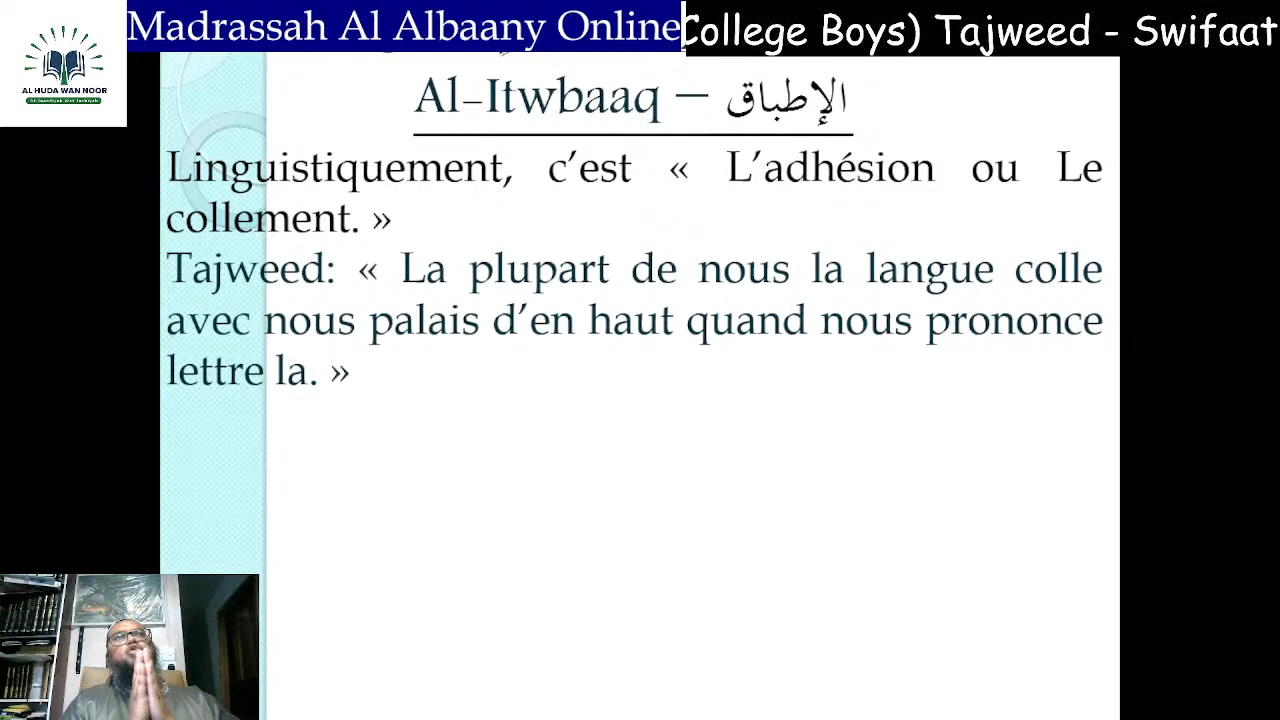 Madrassah Al Albaany Online
College Boys) Tajweed - Swifaat
AL HUDA WAN NOOR
Al-Itwbaaq – الإطباق
Linguistiquement, c’est « L’adhésion ou Le
collement. »
Tajweed: « La plupart de nous la langue colle
avec nous palais d’en haut quand nous prononce
lettre la. »